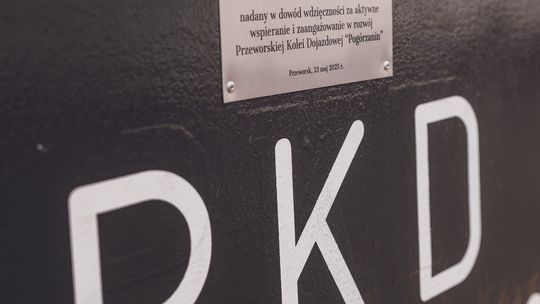 nadany w dowód wdzięczności za aktywne
wspieranie i zaangażowanie w rozwój
Przeworskiej Kolei Dojazdowej "Pogórzanin"
Przeworsk, 23 maj 2025 r.
PKD